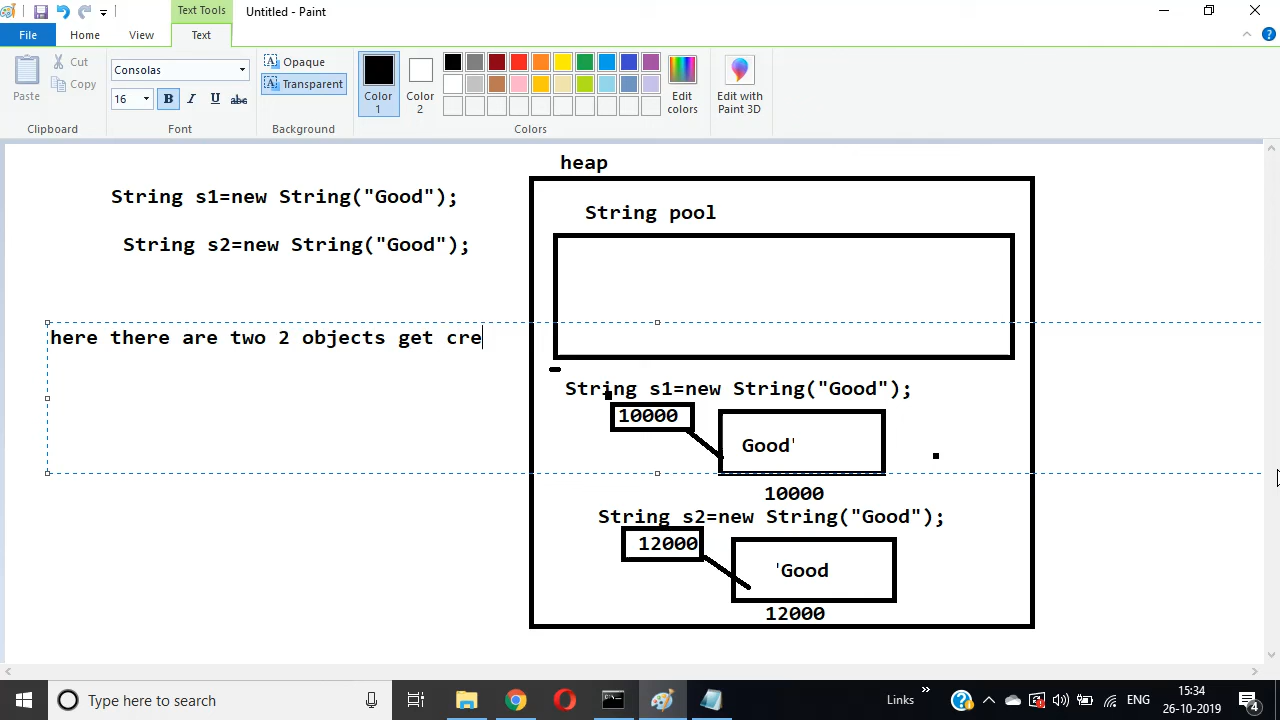 Text Tools
Untitled - Paint
File
Home
View
Text
Paste
Cut
Copy
Clipboard
Consolas
16
B
I
U
abc
Font
A
Opaque
A
Transparent
Background
Color
1
Color
2
Edit
colors
Colors
Edit with
Paint 3D
heap
String s1=new String("Good");
String pool
String s2=new String("Good");
here there are two 2 objects get cre
String s1=new String("Good");
10000
Good'
10000
String s2=new String("Good");
12000
'Good
12000
Type here to search
Links
»
ENG
15:34
26-10-2019
4